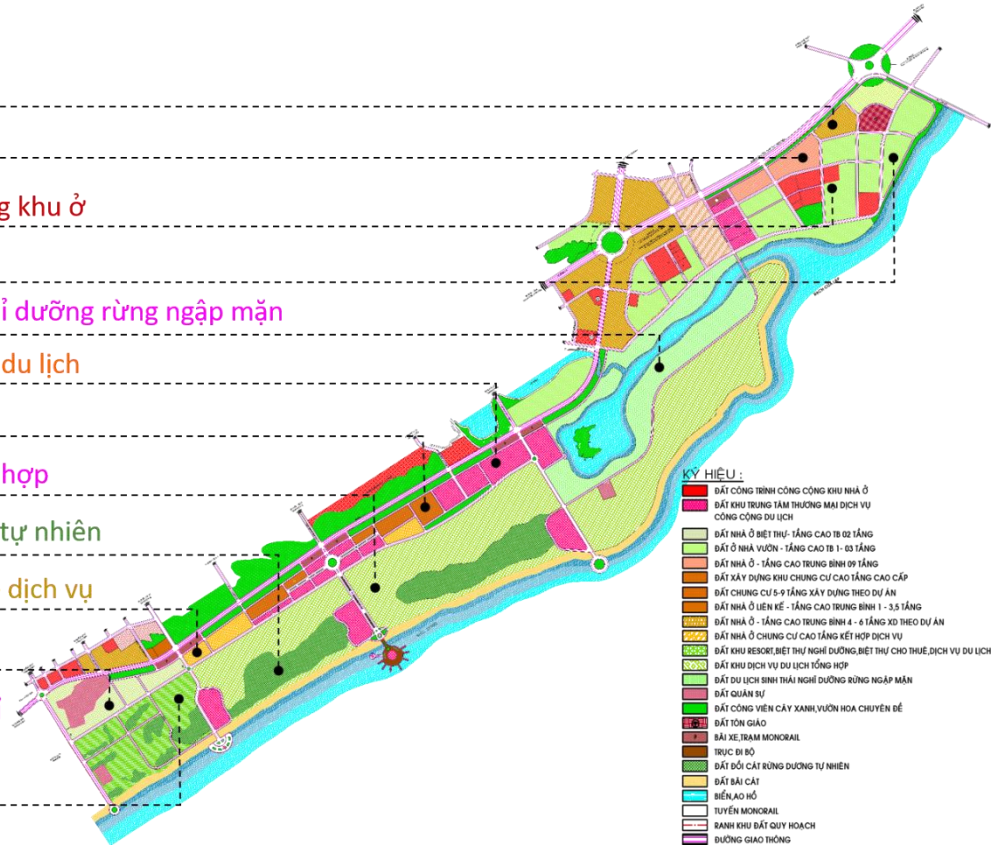 g khu ở
ỉ dưỡng rừng ngập mặn
du lịch
hợp
tự nhiên
dịch vụ
KÝ HIỆU :
ĐẤT CÔNG TRÌNH CÔNG CỘNG KHU NHÀ Ở
ĐẤT KHU TRUNG TÂM THƯƠNG MẠI DỊCH VỤ
CÔNG CỘNG DU LỊCH
ĐẤT NHÀ Ở BIỆT THỰ- TẦNG CAO TB 02 TẦNG
ĐẤT Ở NHÀ VƯỜN - TẦNG CAO TB 1- 03 TẦNG
ĐẤT NHÀ Ở - TẦNG CAO TRUNG BÌNH 09 TẦNG
ĐẤT XÂY DỰNG KHU CHUNG CƯ CAO TẦNG CAO CẤP
ĐẤT CHUNG CƯ 5-9 TẦNG XÂY DỰNG THEO DỰ ÁN
ĐẤT NHÀ Ở LIÊN KẾ - TẦNG CAO TRUNG BÌNH 1 - 3,5 TẦNG
ĐẤT NHÀ Ở - TẦNG CAO TRUNG BÌNH 4 - 6 TẦNG XD THEO DỰ ÁN
ĐẤT NHÀ Ở CHUNG CƯ CAO TẦNG KẾT HỢP DỊCH VỤ
ĐẤT KHU RESORT,BIỆT THỰ NGHỈ DƯỠNG,BIỆT THỰ CHO THUÊ,DỊCH VỤ DU LỊCH
ĐẤT KHU DỊCH VỤ DU LỊCH TỔNG HỢP
ĐẤT DU LỊCH SINH THÁI NGHỈ DƯỠNG RỪNG NGẬP MẶN
ĐẤT QUÂN SỰ
ĐẤT CÔNG VIÊN CÂY XANH,VƯỜN HOA CHUYÊN ĐỀ
ĐẤT TÔN GIÁO
BÃI XE,TRẠM MONORAIL
TRỤC ĐI BỘ
ĐẤT ĐỒI CÁT RỪNG DƯƠNG TỰ NHIÊN
ĐẤT BÃI CÁT
BIỂN,AO HỒ
TUYẾN MONORAIL
RANH KHU ĐẤT QUY HOẠCH
ĐƯỜNG GIAO THÔNG